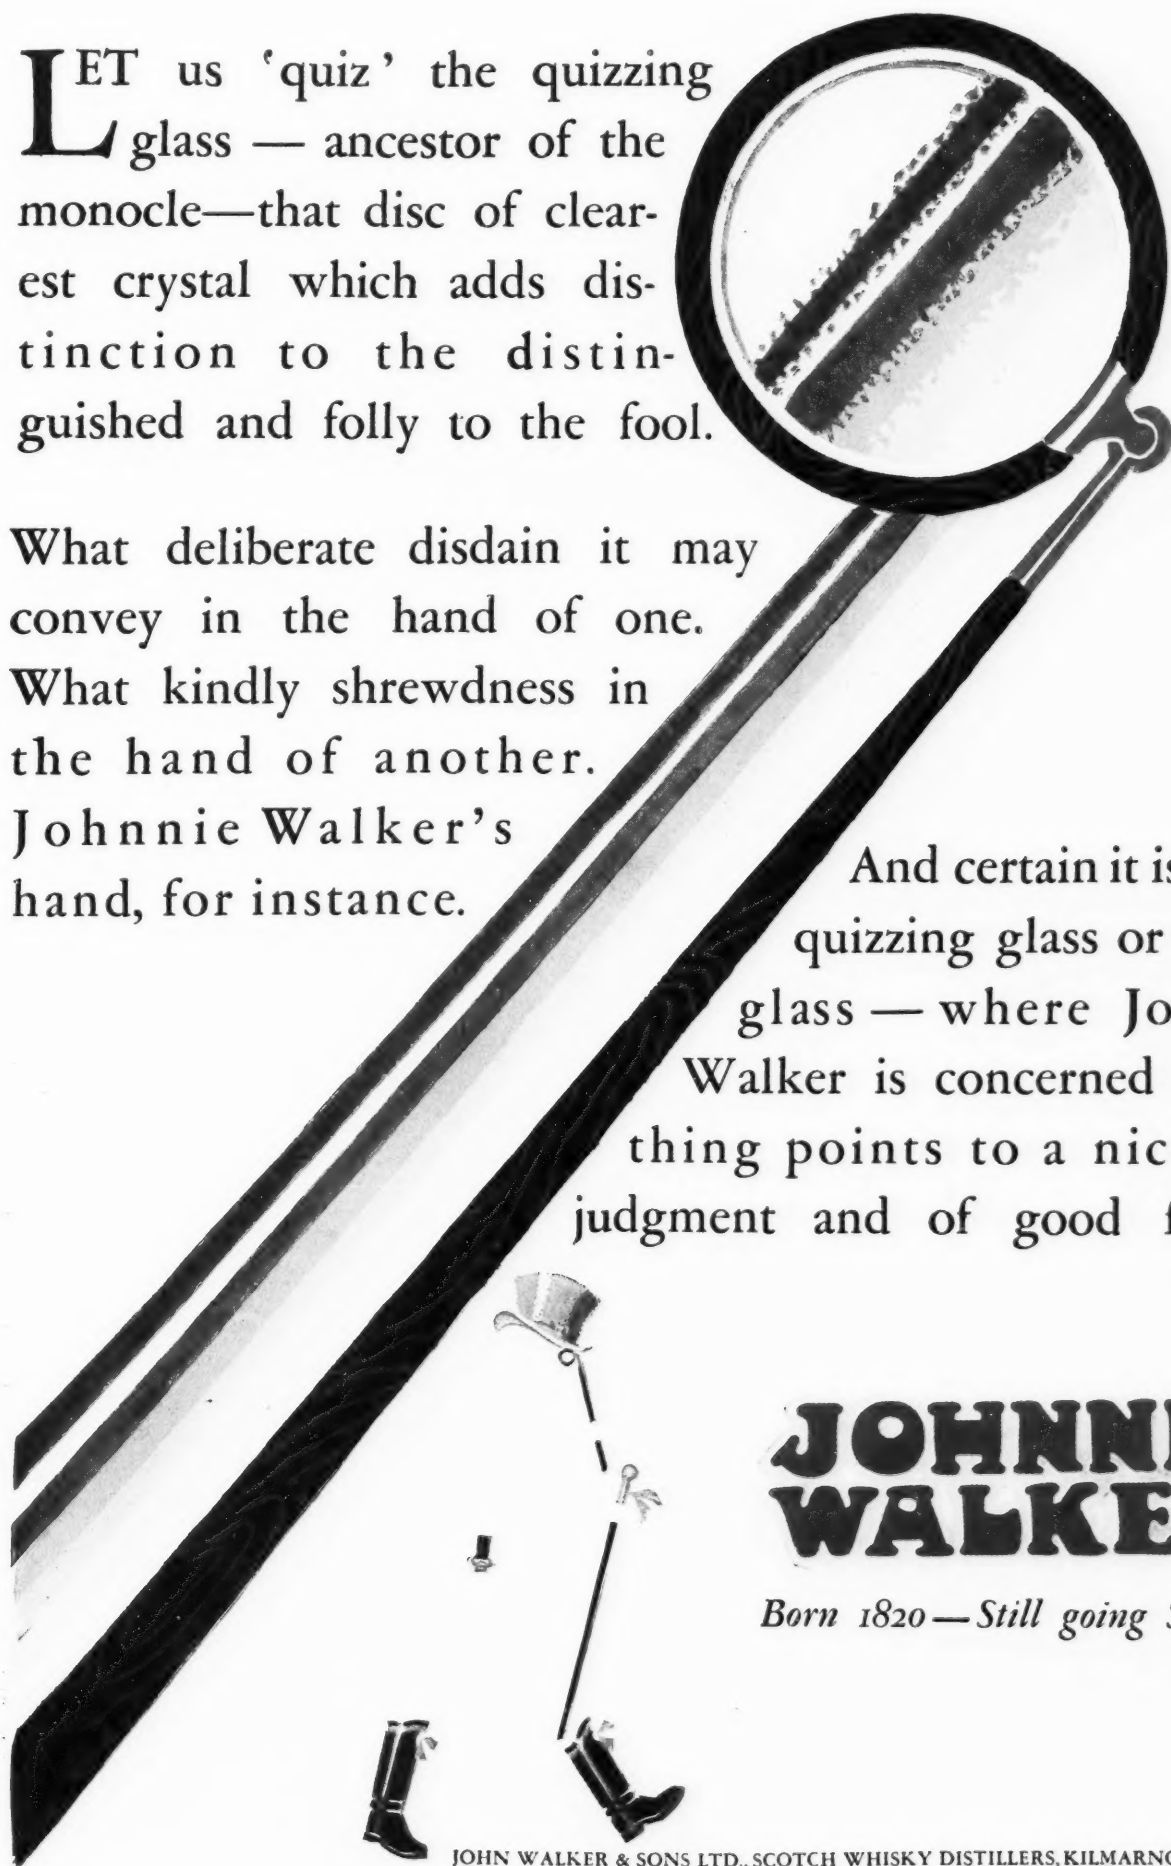 LET us 'quiz' the quizzing
glass — ancestor of the
monocle—that disc of clear-
est crystal which adds dis-
tinction to the distin-
guished and folly to the fool.
What deliberate disdain it may
convey in the hand of one.
What kindly shrewdness in
the hand of another.
Johnnie Walker's
hand, for instance.
And certain it is
quizzing glass or
glass — where
Walker is concerned
thing points to a
judgment and of good
JOHNNI
WALKE
Born 1820 — Still going
JOHN WALKER & SONS LTD., SCOTCH WHISKY DISTILLERS, KILMARNO